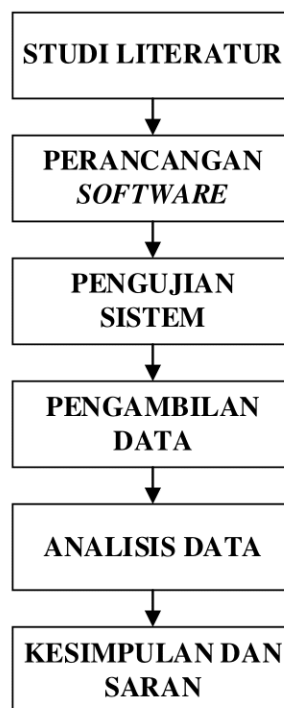 STUDI LITERATUR
PERANCANGAN
SOFTWARE
PENGUJIAN
SISTEM
PENGAMBILAN
DATA
ANALISIS DATA
KESIMPULAN DAN
SARAN